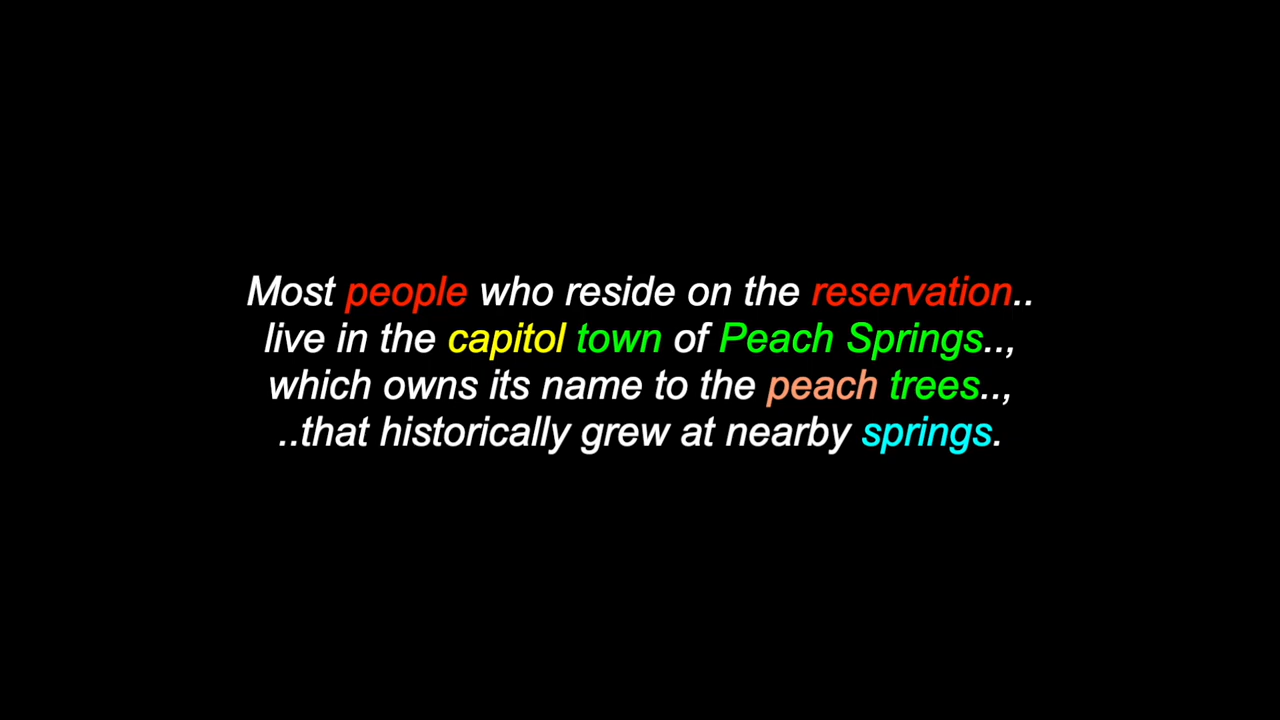 Most people who reside on the reservation..
live in the capitol town of Peach Springs..,
which owns its name to the peach trees..,
..that historically grew at nearby springs.